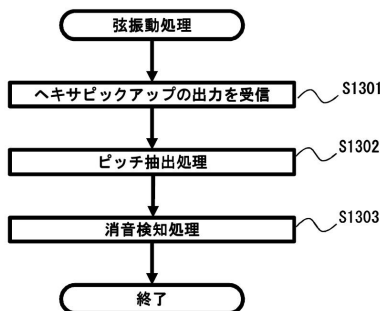 弦振動処理
ヘキサピックアップの出力を受信
S1301
ピッチ抽出処理
S1302
消音検知処理
S1303
終了